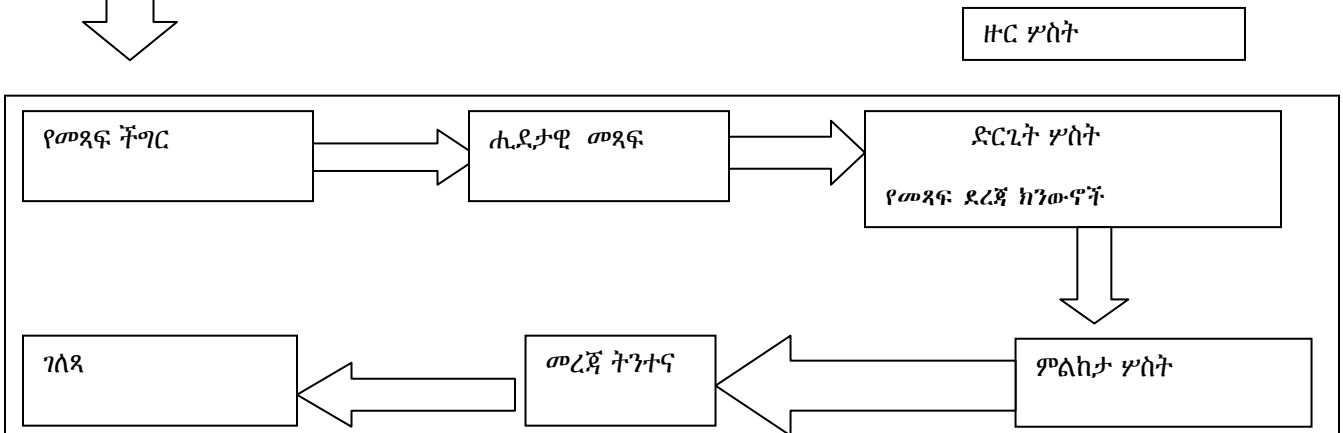 ዙር ሦስት
የመጻፍ ችግር
ሒደታዊ መጻፍ
ድርጊት ሦስት
የመጻፍ ደረጃ ክንውኖች
ምልከታ ሦስት
መረጃ ትንተና
ገለጻ